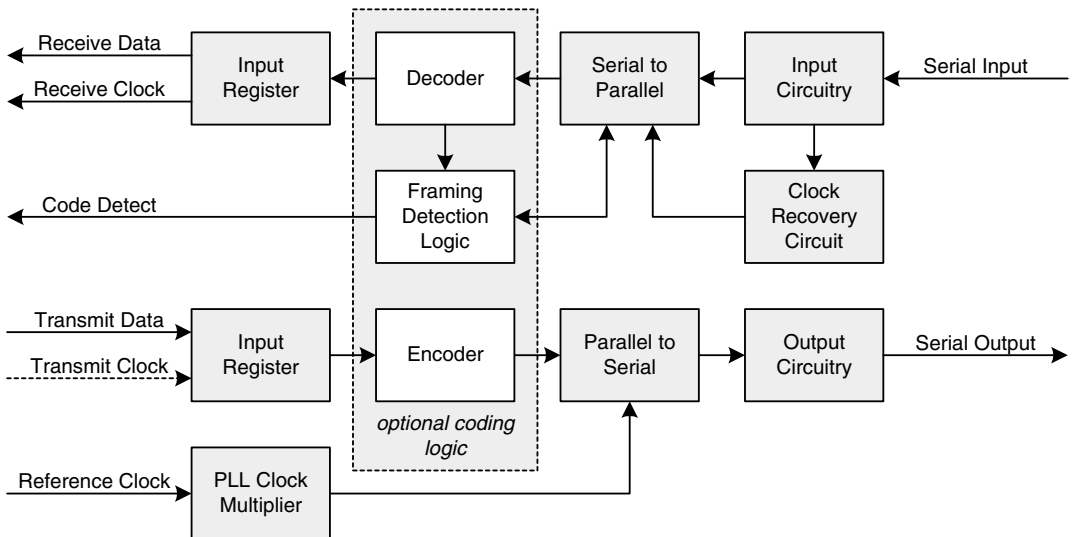 Receive Data
Receive Clock
Input
Register
Decoder
Serial to
Parallel
Input
Circuitry
Serial Input
Code Detect
Framing
Detection
Logic
Clock
Recovery
Circuit
Transmit Data
Transmit Clock
Input
Register
Encoder
Parallel to
Serial
Output
Circuitry
Serial Output
optional coding
logic
Reference Clock
PLL Clock
Multiplier